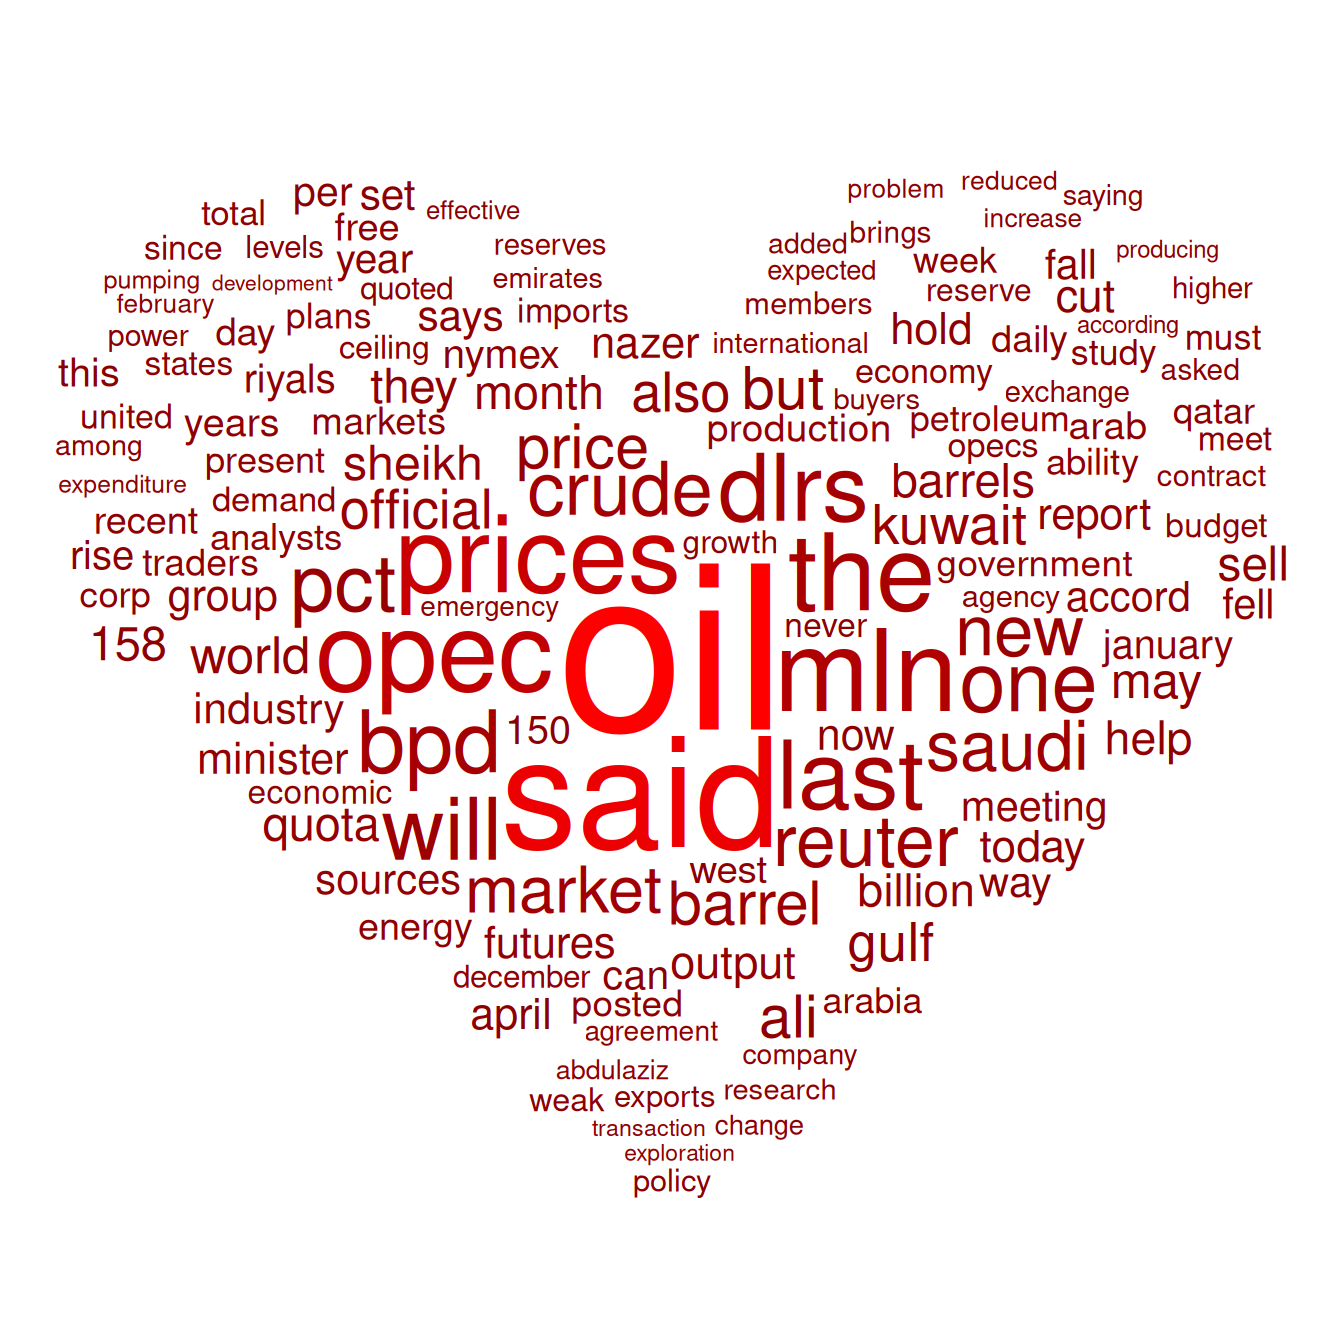 problem reduced saying
per set effective
total free increase
since levels year reserves added brings week fall producing
pumping development quoted emirates expected reserve cut higher
february plans says imports members
power day ceiling nymex nazer international hold daily according study must
this states riyals they month also but economy exchange asked
united years markets buyers qatar
among present sheikh price production petroleum arab opecs ability meet
expenditure demand official crude dlrs barrels contract
recent analysts kuwait report budget
rise traders pct prices growth the government sell
corp group emergency agency accord fell
158 world opec oil never mln new one january may
industry
minister bpd 150 said now last saudi help
economic
quota will reuter meeting today
sources market west barrel billion way
energy futures gulf
december can output
april posted ali arabia
agreement company
abdulaziz
weak exports research
transaction change
exploration
policy